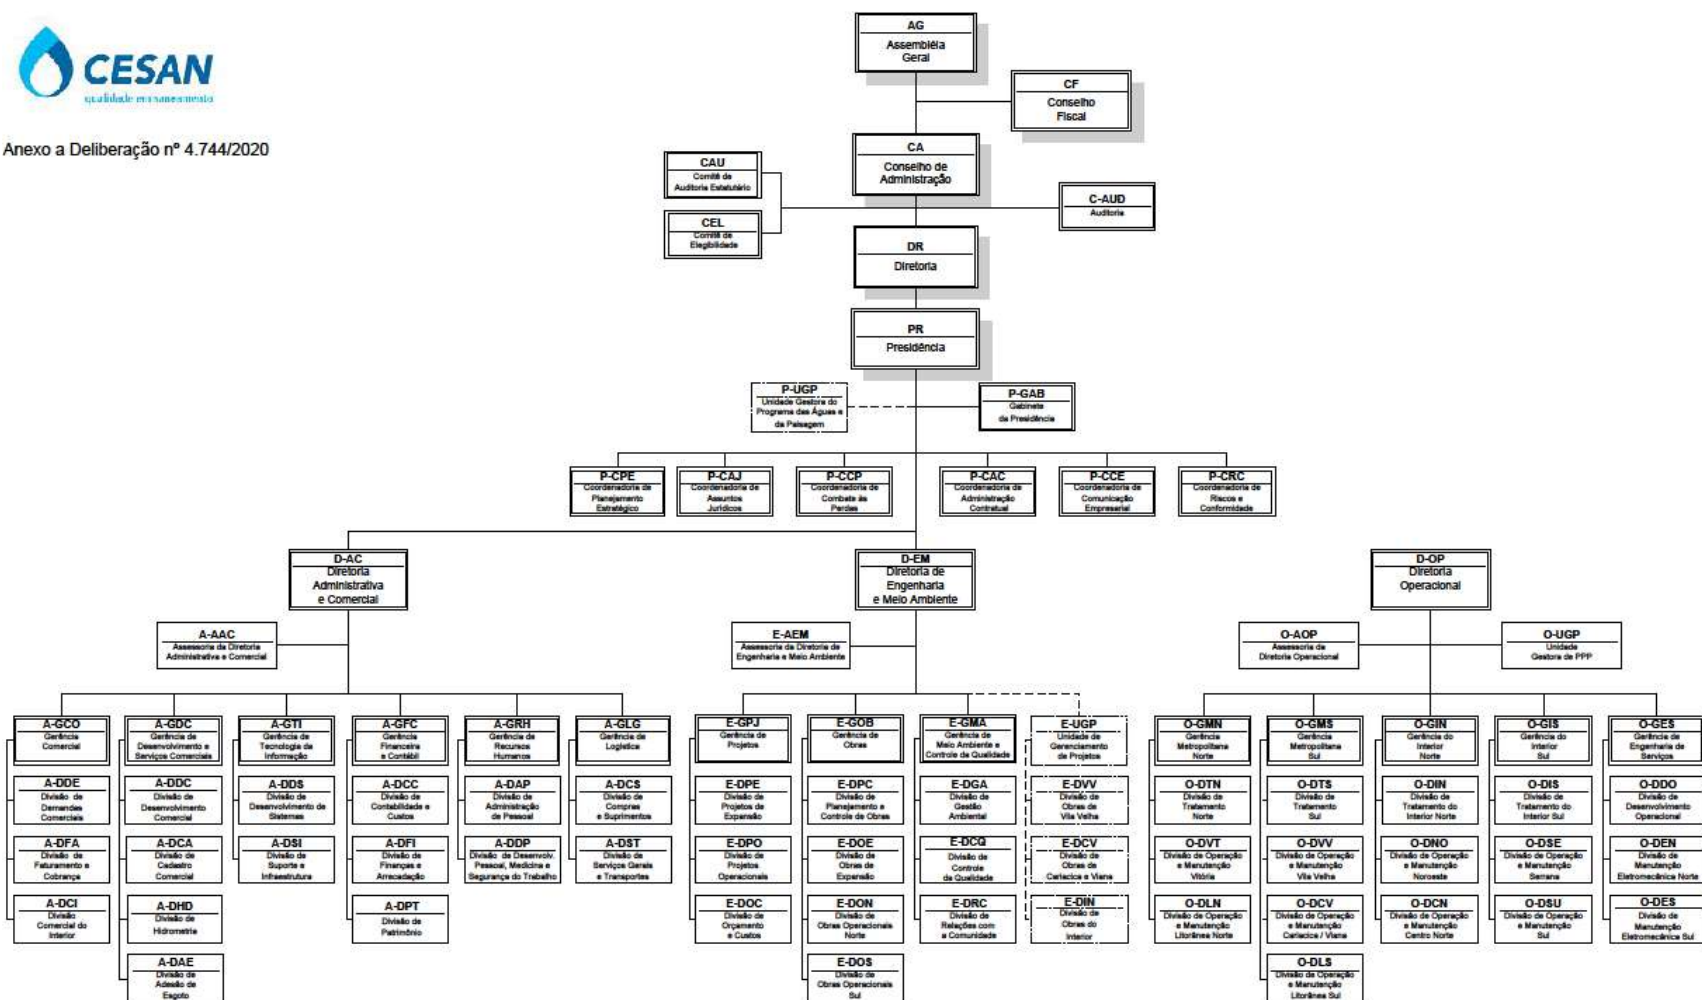 CESAN
qualidade em saneamento
Anexo a Deliberação nº 4.744/2020
AG
Assembléia
Geral
CF
Conselho
Fiscal
CA
Conselho de
Administração
CAU
Comitê de
Auditoria Estatutário
CEL
Comitê de
Elegibilidade
C-AUD
Auditoria
DR
Diretoria
PR
Presidência
P-UGP
Unidade Gestora do
Programa das Águas e
da Paisagem
P-GAB
Gabinete
da Presidência
P-CPE
Coordenadoria de
Planejamento
Estratégico
P-CAJ
Coordenadoria de
Assuntos
Jurídicos
P-CCP
Coordenadoria de
Combate às
Perdas
P-CAC
Coordenadoria de
Administração
Contratual
P-CCE
Coordenadoria de
Comunicação
Empresarial
P-CRC
Coordenadoria de
Riscos e
Conformidade
D-AC
Diretoria
Administrativa
e Comercial
D-EM
Diretoria de
Engenharia
e Meio Ambiente
D-OP
Diretoria
Operacional
A-AAC
Assessoria da Diretoria
Administrativa e Comercial
E-AEM
Assessoria da Diretoria de
Engenharia e Meio Ambiente
O-AOP
Assessoria da
Diretoria Operacional
O-UGP
Unidade
Gestora de PPP
A-GCO
Gerência
Comercial
A-DDE
Divisão de
Demandas
Comerciais
A-DFA
Divisão de
Faturamento e
Cobrança
A-DCI
Divisão
Comercial do
Interior
A-GDC
Gerência de
Desenvolvimento e
Serviços Comerciais
A-DDC
Divisão de
Desenvolvimento
Comercial
A-DCA
Divisão de
Cadastro
Comercial
A-DHD
Divisão de
Hidrometria
A-DAE
Divisão de
Adesão de
Esgoto
A-GTI
Gerência de
Tecnologia da
Informação
A-DDS
Divisão de
Desenvolvimento de
Sistemas
A-DSI
Divisão de
Suporte e
Infraestrutura
A-GFC
Gerência
Financeira
e Contábil
A-DCC
Divisão de
Contabilidade e
Custos
A-DFI
Divisão de
Finanças e
Arrecadação
A-DPT
Divisão de
Patrimônio
A-GRH
Gerência de
Recursos
Humanos
A-DAP
Divisão de
Administração
de Pessoal
A-DDP
Divisão de Desenvolv.
Pessoal, Medicina e
Segurança do Trabalho
A-GLG
Gerência de
Logística
A-DCS
Divisão de
Compras
e Suprimentos
A-DST
Divisão de
Serviços Gerais
e Transportes
E-GPJ
Gerência de
Projetos
E-DPE
Divisão de
Projetos de
Expansão
E-DPO
Divisão de
Projetos
Operacionais
E-DOC
Divisão de
Orçamento
e Custos
E-GOB
Gerência de
Obras
E-DPC
Divisão de
Planejamento e
Controle de Obras
E-DOE
Divisão de
Obras de
Expansão
E-DON
Divisão de
Obras Operacionais
Norte
E-DOS
Divisão de
Obras Operacionais
Sul
E-GMA
Gerência de
Meio Ambiente e
Controle da Qualidade
E-DGA
Divisão de
Gestão
Ambiental
E-DCQ
Divisão de
Controle
da Qualidade
E-DRC
Divisão de
Relações com
a Comunidade
E-UGP
Unidade de
Gerenciamento
de Projetos
E-DVV
Divisão de
Obras de
Vila Velha
E-DCV
Divisão de
Obras de
Cariacica e Viana
E-DIN
Divisão de
Obras do
Interior
O-GMN
Gerência
Metropolitana
Norte
O-DTN
Divisão de
Tratamento
Norte
O-DVT
Divisão de Operação
e Manutenção
Vitória
O-DLN
Divisão de Operação
e Manutenção
Litorânea Norte
O-GMS
Gerência
Metropolitana
Sul
O-DTS
Divisão de
Tratamento
Sul
O-DVV
Divisão de Operação
e Manutenção
Vila Velha
O-DCV
Divisão de Operação
e Manutenção
Cariacica / Viana
O-DLS
Divisão de Operação
e Manutenção
Litorânea Sul
O-GIN
Gerência do
Interior
Norte
O-DIN
Divisão de
Tratamento do
Interior Norte
O-DNO
Divisão de Operação
e Manutenção
Noroeste
O-DCN
Divisão de Operação
e Manutenção
Centro Norte
O-GIS
Gerência do
Interior
Sul
O-DIS
Divisão de
Tratamento do
Interior Sul
O-DSE
Divisão de Operação
e Manutenção
Serrana
O-DSU
Divisão de Operação
e Manutenção
Sul
O-GES
Gerência de
Engenharia de
Serviços
O-DDO
Divisão de
Desenvolvimento
Operacional
O-DEN
Divisão de
Manutenção
Eletromecânica Norte
O-DES
Divisão de
Manutenção
Eletromecânica Sul